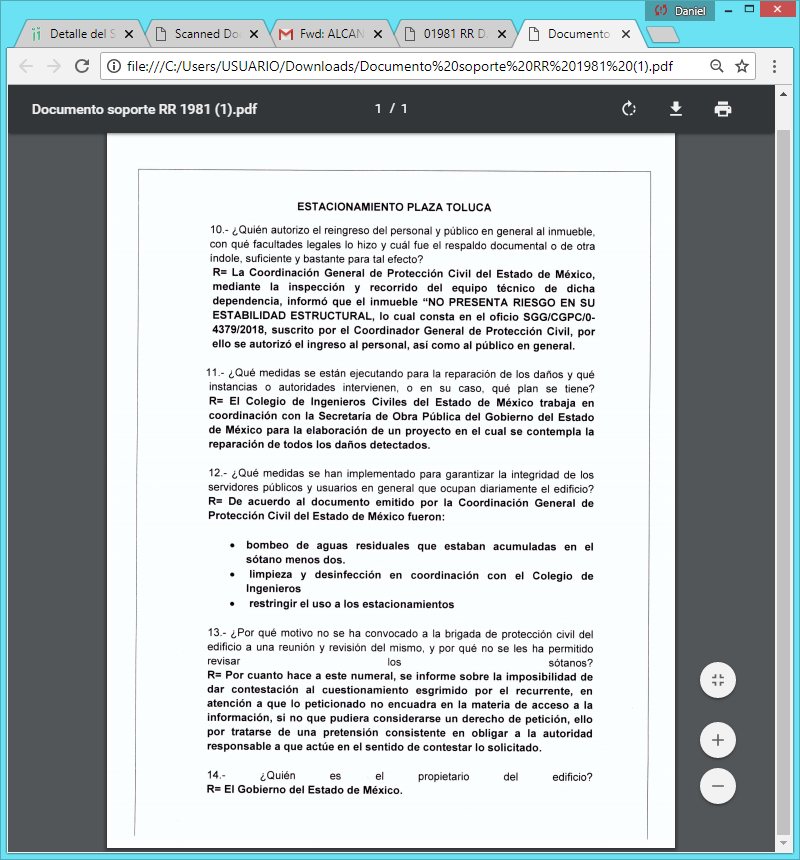 Daniel
Detalle del S
Scanned Do
Fwd: ALCAN
01981 RR D
Documento
file:///C:/Users/USUARIO/Downloads/Documento%20soporte%20RR%201981%20(1).pdf
Documento soporte RR 1981 (1).pdf
1 / 1
ESTACIONAMIENTO PLAZA TOLUCA
10.- ¿Quién autorizo el reingreso del personal y público en general al inmueble,
con qué facultades legales lo hizo y cuál fue el respaldo documental o de otra
índole, suficiente y bastante para tal efecto?
R= La Coordinación General de Protección Civil del Estado de México,
mediante la inspección y recorrido del equipo técnico de dicha
dependencia, informó que el inmueble “NO PRESENTA RIESGO EN SU
ESTABILIDAD ESTRUCTURAL, lo cual consta en el oficio SGG/CGPC/0-
4379/2018, suscrito por el Coordinador General de Protección Civil, por
ello se autorizó el ingreso al personal, así como al público en general.
11.- ¿Qué medidas se están ejecutando para la reparación de los daños y qué
instancias o autoridades intervienen, o en su caso, qué plan se tiene?
R= El Colegio de Ingenieros Civiles del Estado de México trabaja en
coordinación con la Secretaría de Obra Pública del Gobierno del Estado
de México para la elaboración de un proyecto en el cual se contempla la
reparación de todos los daños detectados.
12.- ¿Qué medidas se han implementado para garantizar la integridad de los
servidores públicos y usuarios en general que ocupan diariamente el edificio?
R= De acuerdo al documento emitido por la Coordinación General de
Protección Civil del Estado de México fueron:
• bombeo de aguas residuales que estaban acumuladas en el
sótano menos dos.
• limpieza y desinfección en coordinación con el Colegio de
Ingenieros
• restringir el uso a los estacionamientos
13.- ¿Por qué motivo no se ha convocado a la brigada de protección civil del
edificio a una reunión y revisión del mismo, y por qué no se les ha permitido
revisar los sótanos?
R= Por cuanto hace a este numeral, se informe sobre la imposibilidad de
dar contestación al cuestionamiento esgrimido por el recurrente, en
atención a que lo peticionado no encuadra en la materia de acceso a la
información, si no que pudiera considerarse un derecho de petición, ello
por tratarse de una pretensión consistente en obligar a la autoridad
responsable a que actúe en el sentido de contestar lo solicitado.
14.- ¿Quién es el propietario del edificio?
R= El Gobierno del Estado de México.